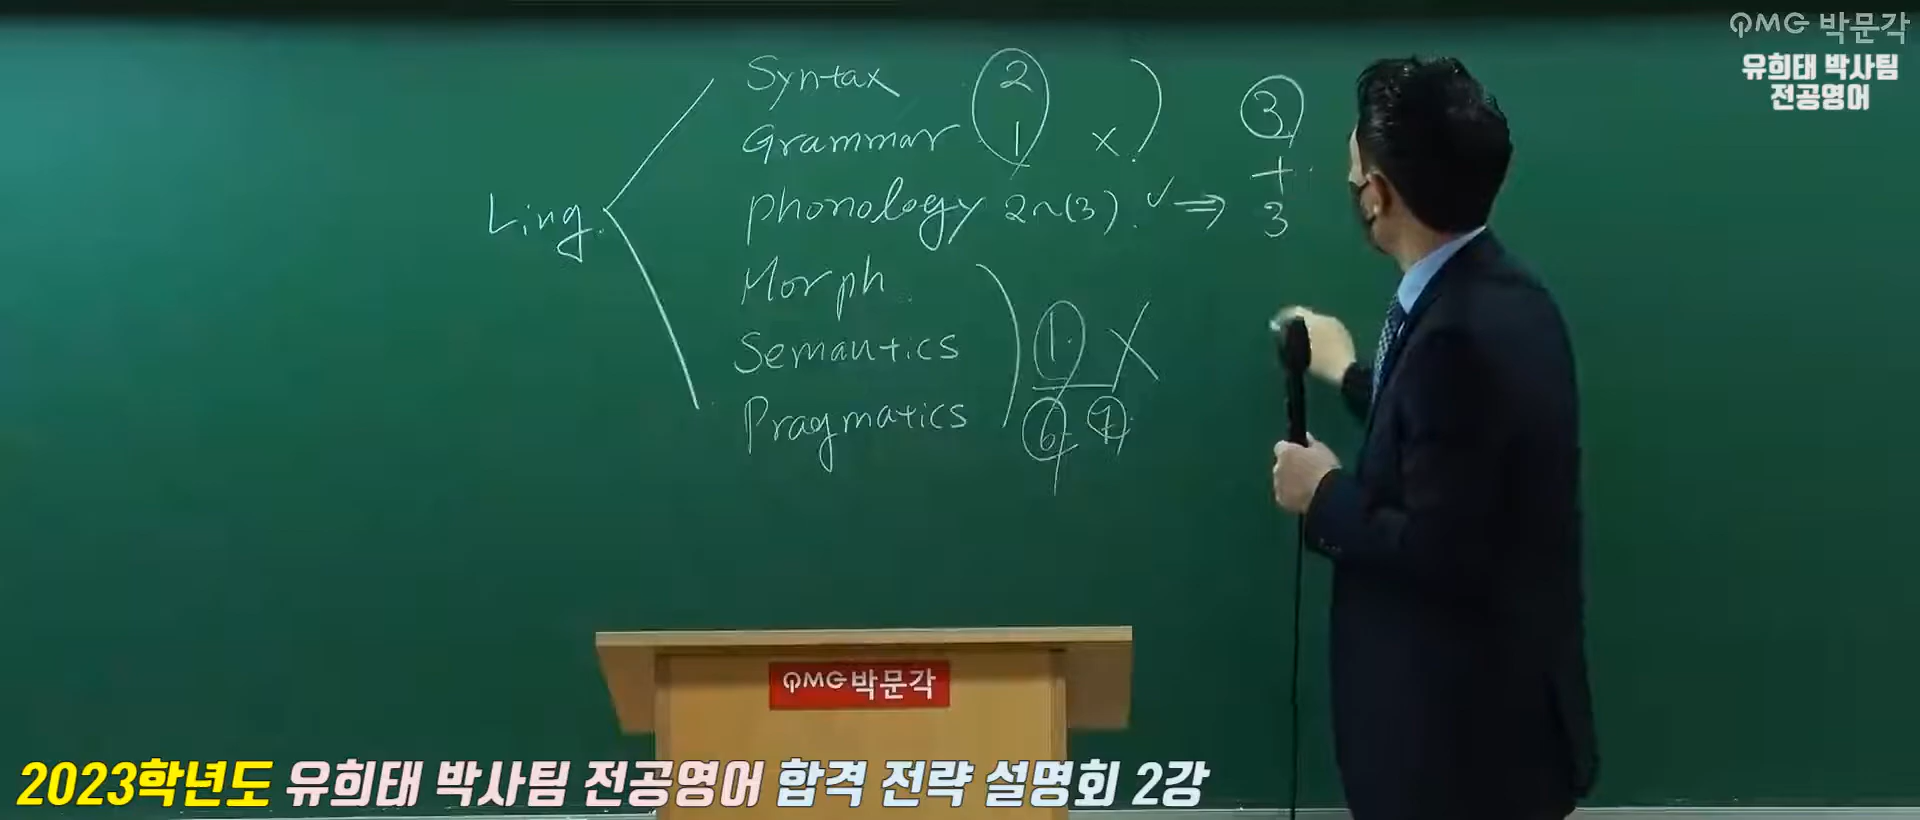 PMG 박문각
유희태 박사팀
전공영어
Syntax 2
Grammar 1 x
3
+
3
Ling.
phonology 2~(3). ✓ ⇒
Morph
Semantics
1 X
Pragmatics
6 7
PMG 박문각
2023학년도 유희태 박사팀 전공영어 합격 전략 설명회 2강